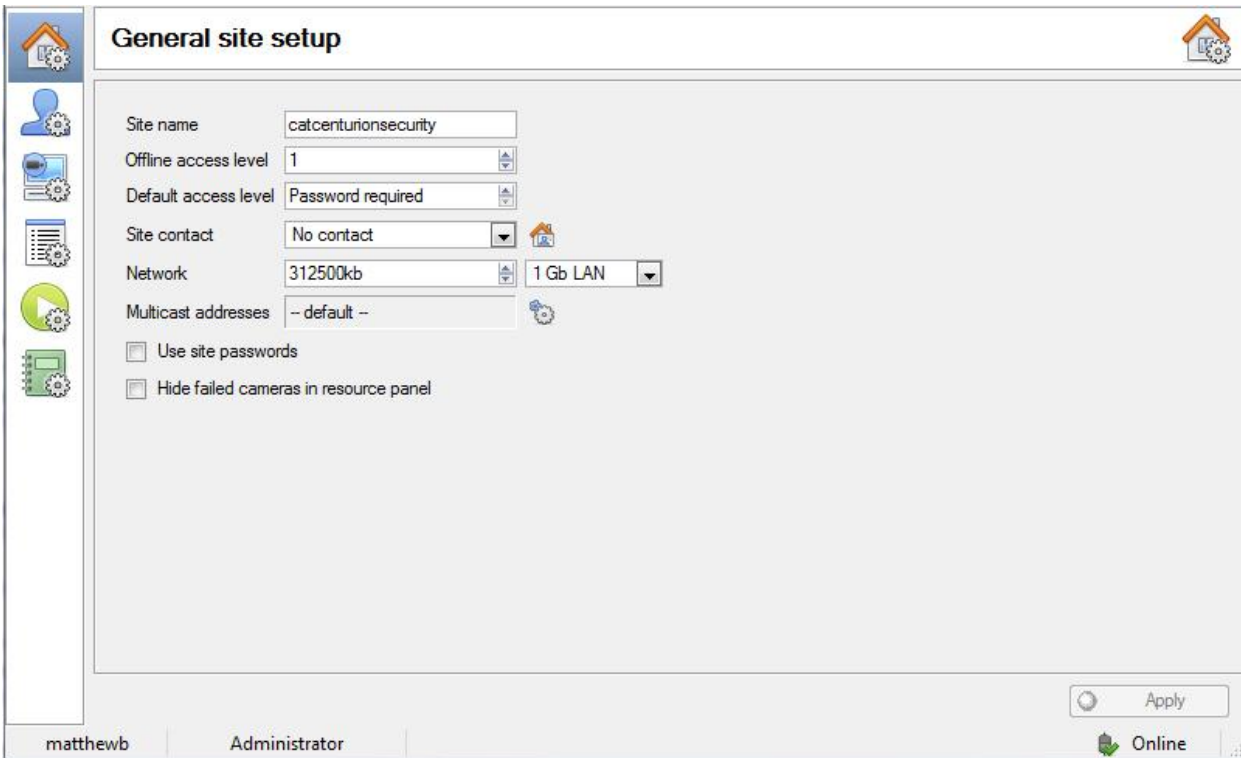 General site setup
Site name catcenturionsecurity
Offline access level 1
Default access level Password required
Site contact No contact
Network 312500kb 1 Gb LAN
Multicast addresses -- default --
Use site passwords
Hide failed cameras in resource panel
Apply
matthewb Administrator Online